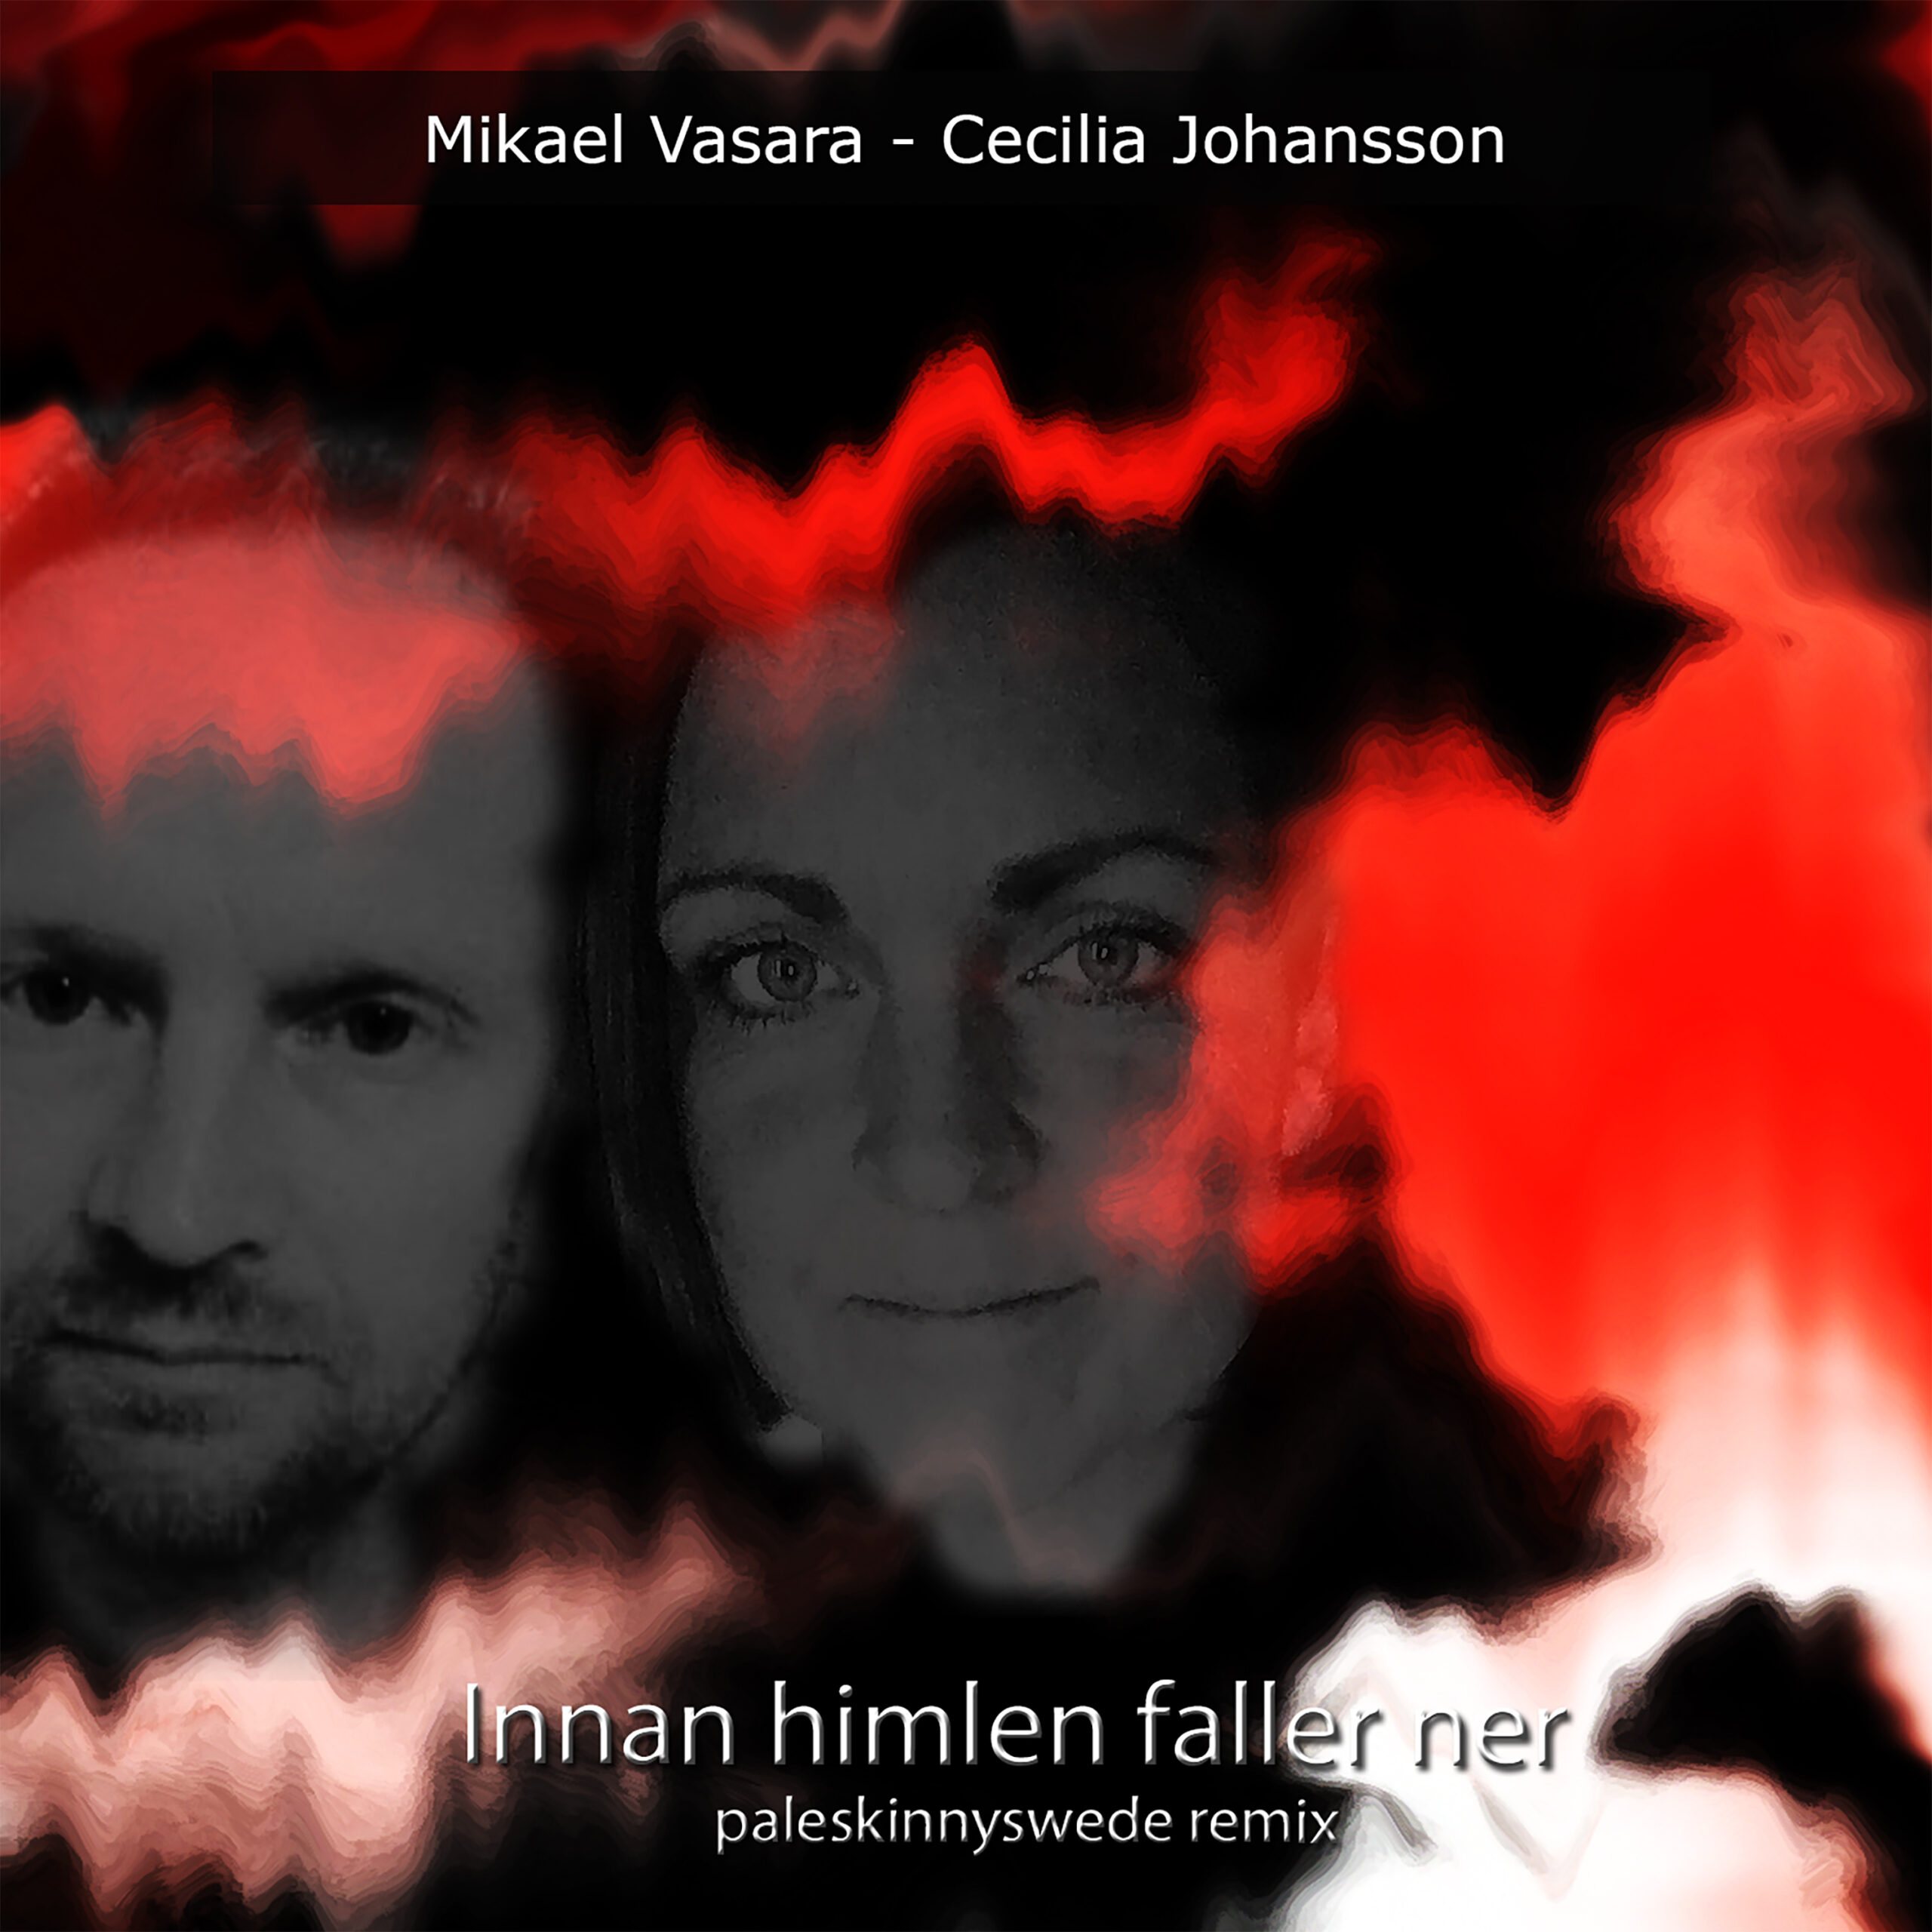 Mikael Vasara - Cecilia Johansson
Innan himlen faller ner
paleskinnyswede remix